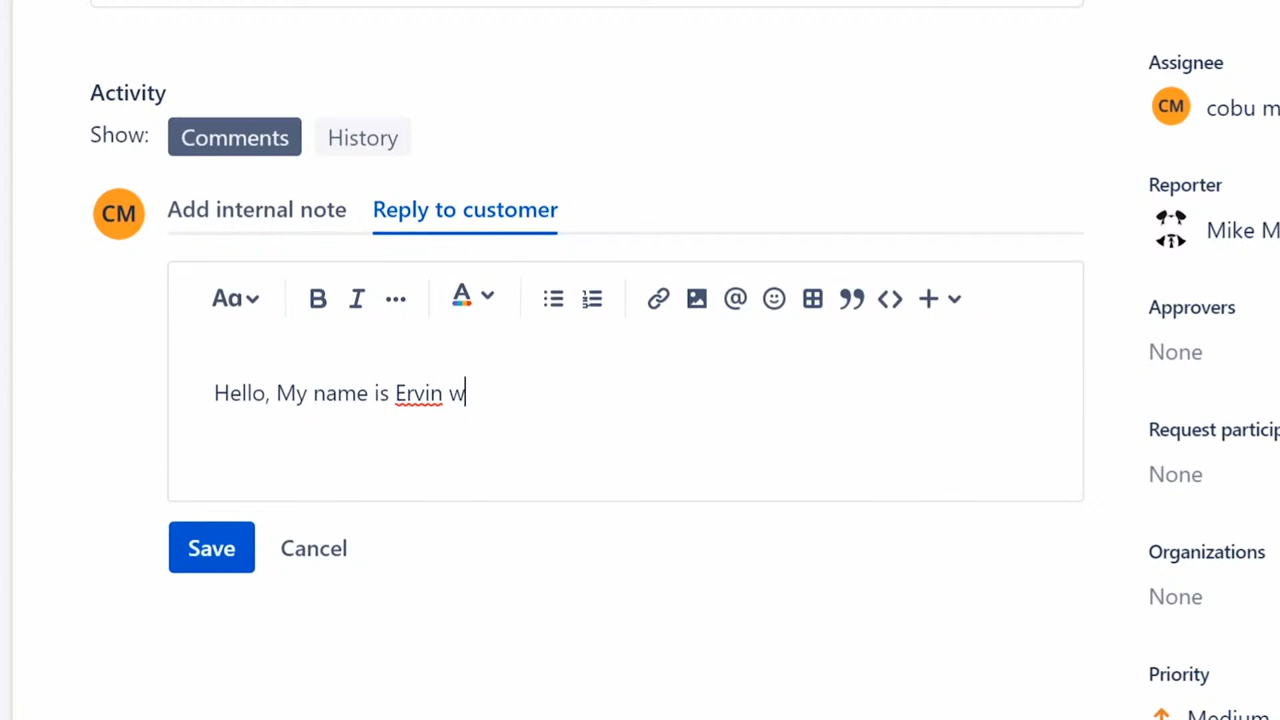 Activity
Show: Comments History
CM
Add internal note Reply to customer
Aa B I A
Hello, My name is Ervin w
Save Cancel
Assignee
CM cobu m
Reporter
Mike M
Approvers
None
Request particip
None
Organizations
None
Priority
Medium